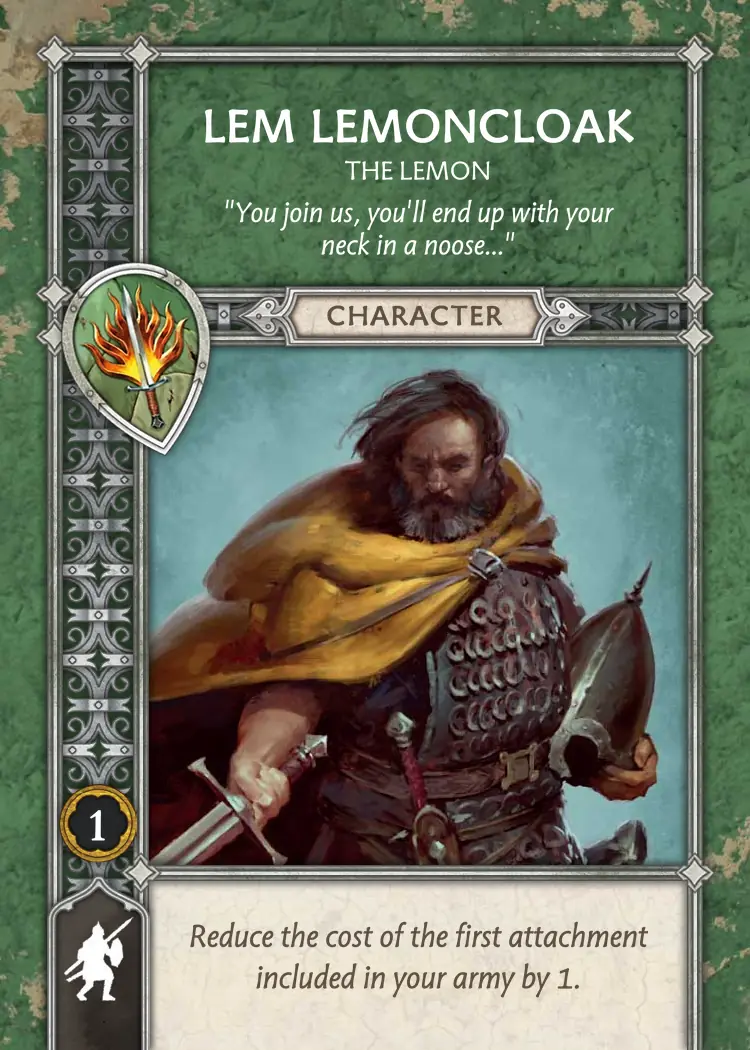 LEM LEMONCLOAK
THE LEMON
"You join us, you'll end up with your
neck in a noose..."
CHARACTER
1
Reduce the cost of the first attachment
included in your army by 1.